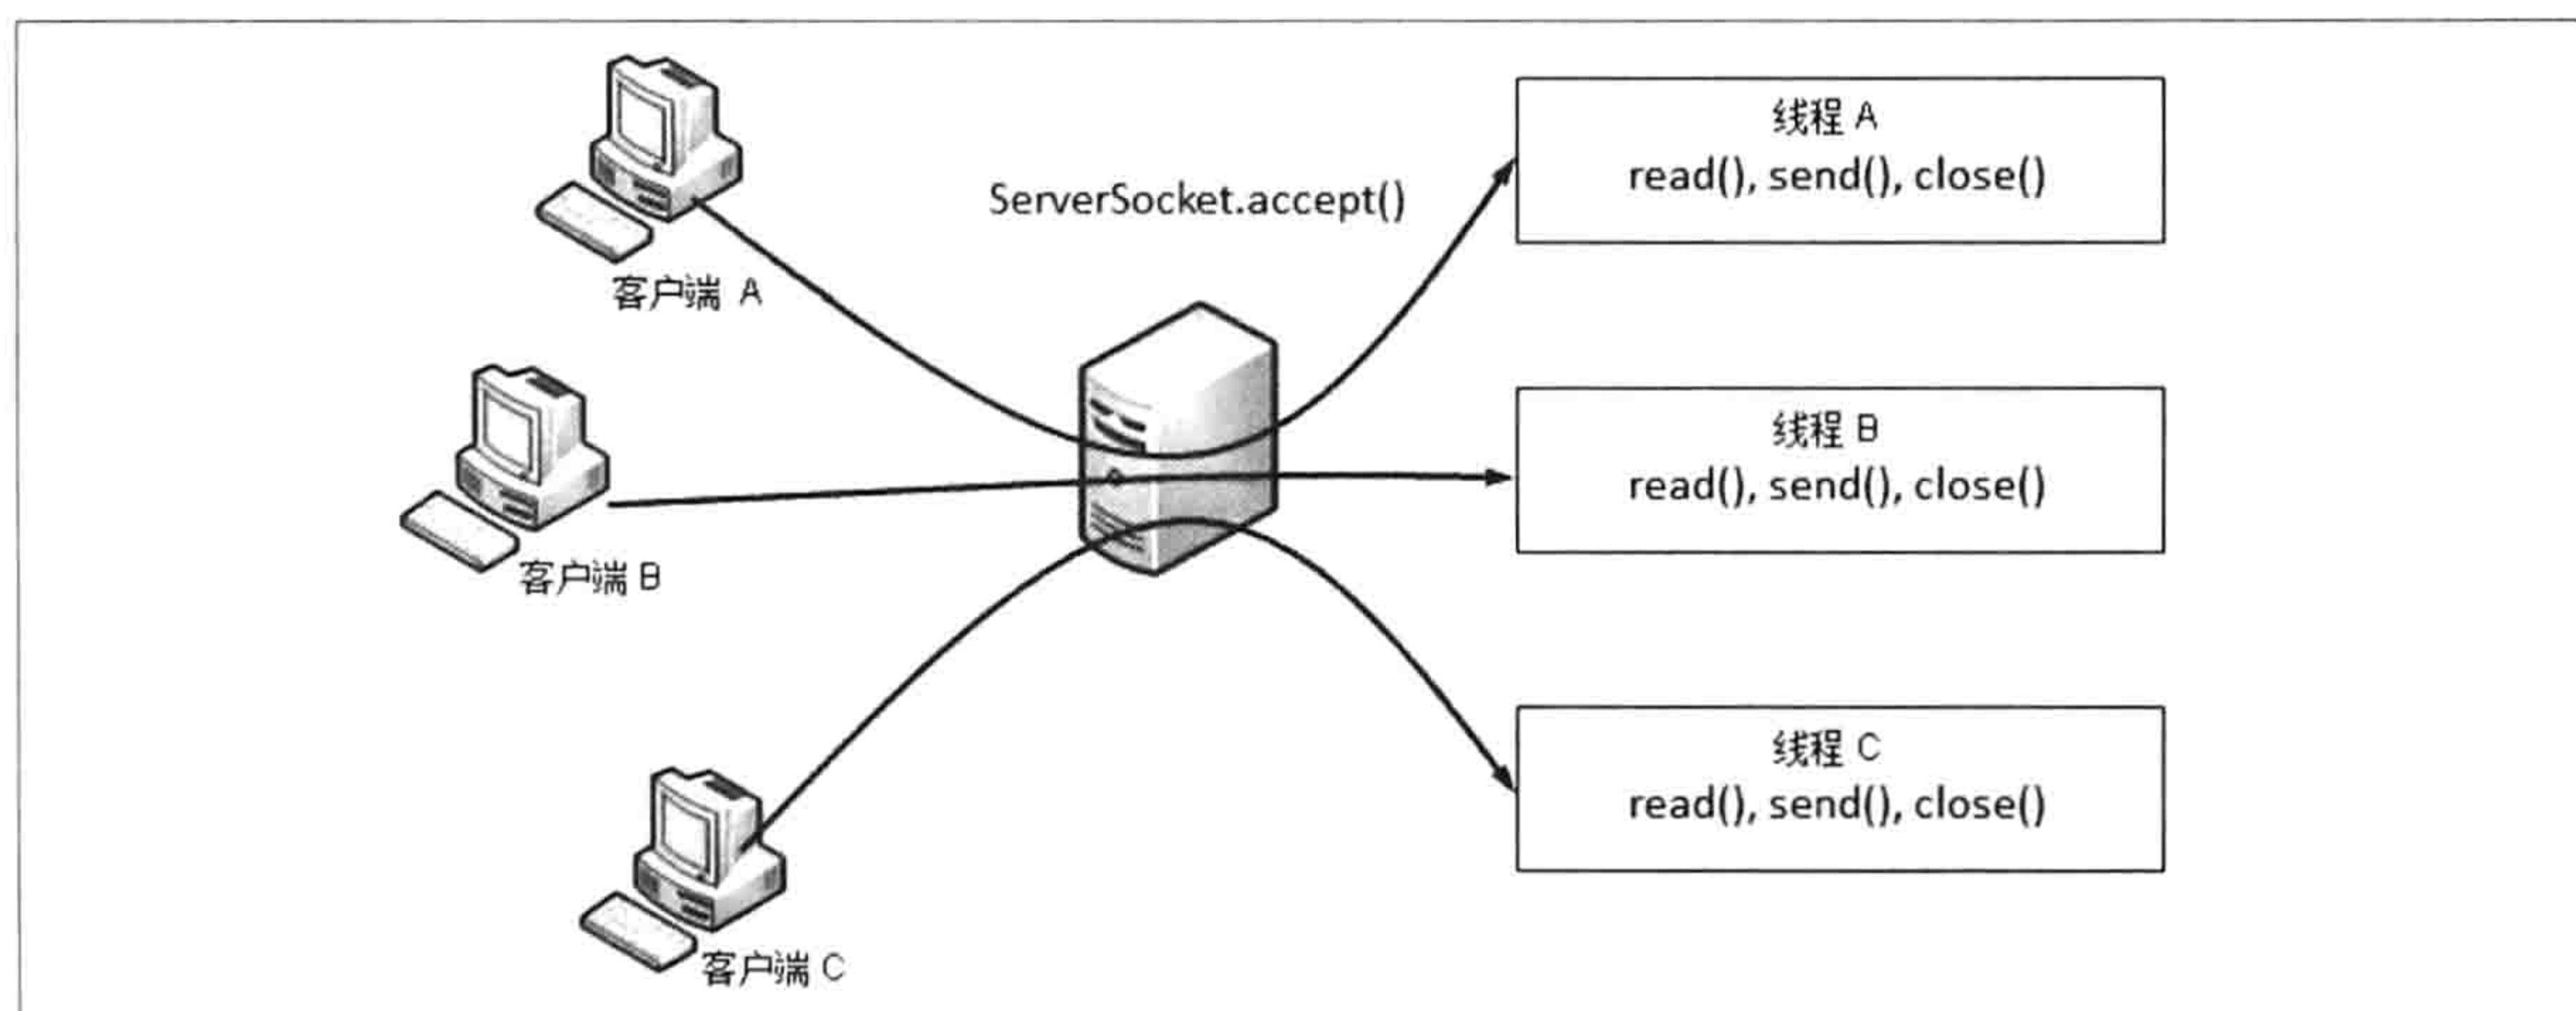 线程 A
read(), send(), close()
ServerSocket.accept()
客户端 A
线程 B
read(), send(), close()
客户端 B
线程 C
read(), send(), close()
客户端 C